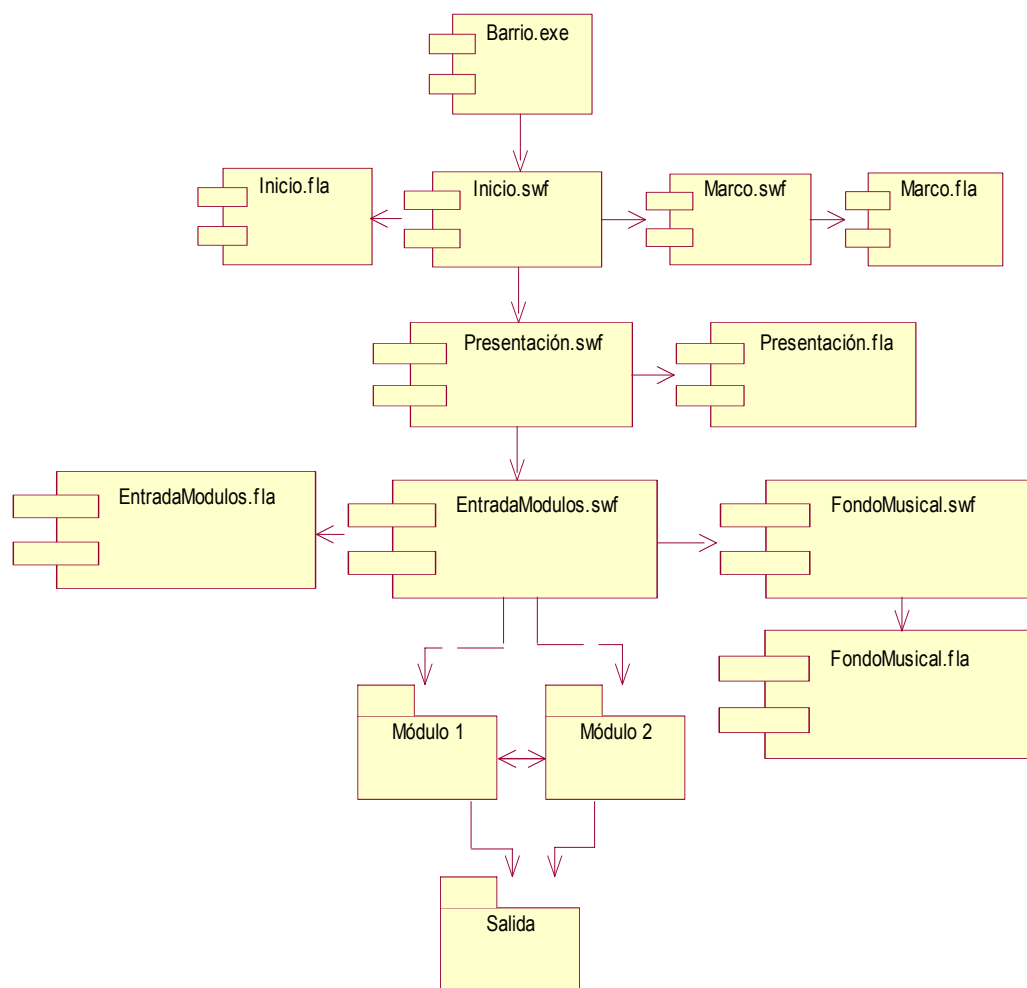 Barrio.exe
Inicio.fla
Inicio.swf
Marco.swf
Marco.fla
Presentación.swf
Presentación.fla
EntradaModulos.fla
EntradaModulos.swf
FondoMusical.swf
FondoMusical.fla
Módulo 1
Módulo 2
Salida